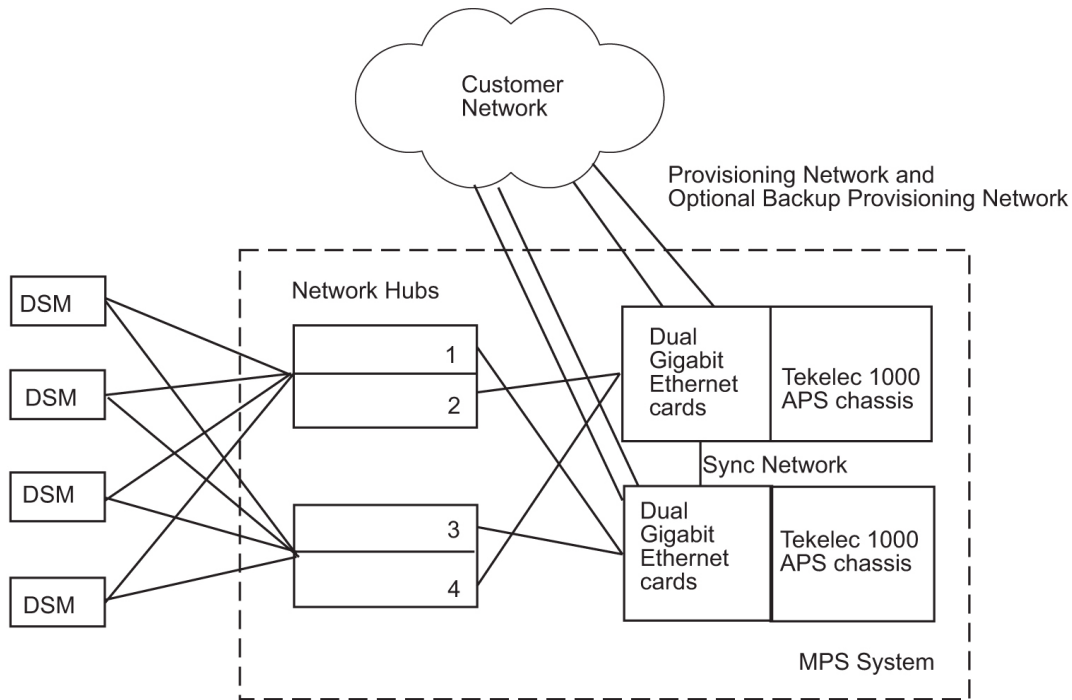 Customer
Network
Provisioning Network and
Optional Backup Provisioning Network
Network Hubs
DSM
DSM
DSM
DSM
1
2
3
4
Dual
Gigabit
Ethernet
cards
Tekelec 1000
APS chassis
Sync Network
Dual
Gigabit
Ethernet
cards
Tekelec 1000
APS chassis
MPS System